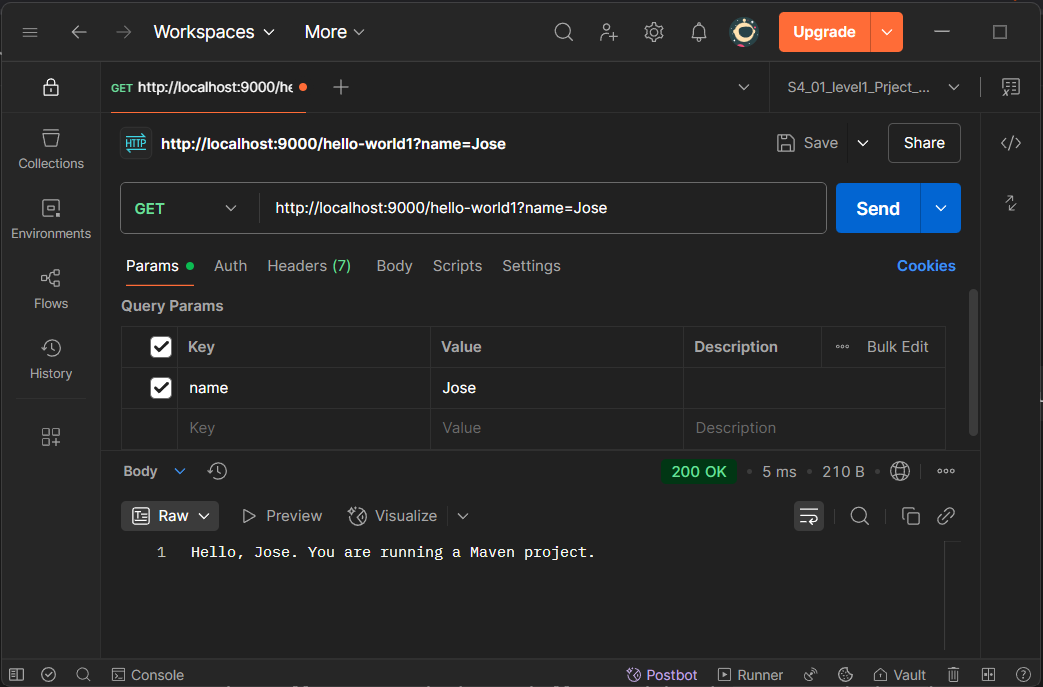 Workspaces More Upgrade
GET http://localhost:9000/he S4_01_level1_Prject_...
HTTP http://localhost:9000/hello-world1?name=Jose Save Share
Collections
GET http://localhost:9000/hello-world1?name=Jose Send
Environments
Params Auth Headers (7) Body Scripts Settings Cookies
Flows
Query Params
Key Value Description Bulk Edit
History
name Jose
Key Value Description
Body 200 OK 5 ms 210 B
Raw Preview Visualize
1 Hello, Jose. You are running a Maven project.
Console Postbot Runner Vault